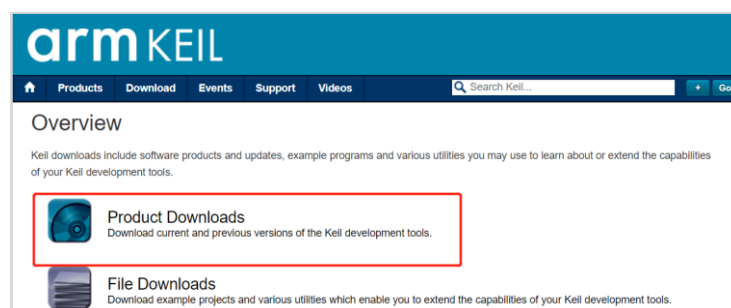 arm KEIL
Products Download Events Support Videos Search Keil... + Go
Overview
Keil downloads include software products and updates, example programs and various utilities you may use to learn about or extend the capabilities
of your Keil development tools.
Product Downloads
Download current and previous versions of the Keil development tools.
File Downloads
Download example projects and various utilities which enable you to extend the capabilities of your Keil development tools.